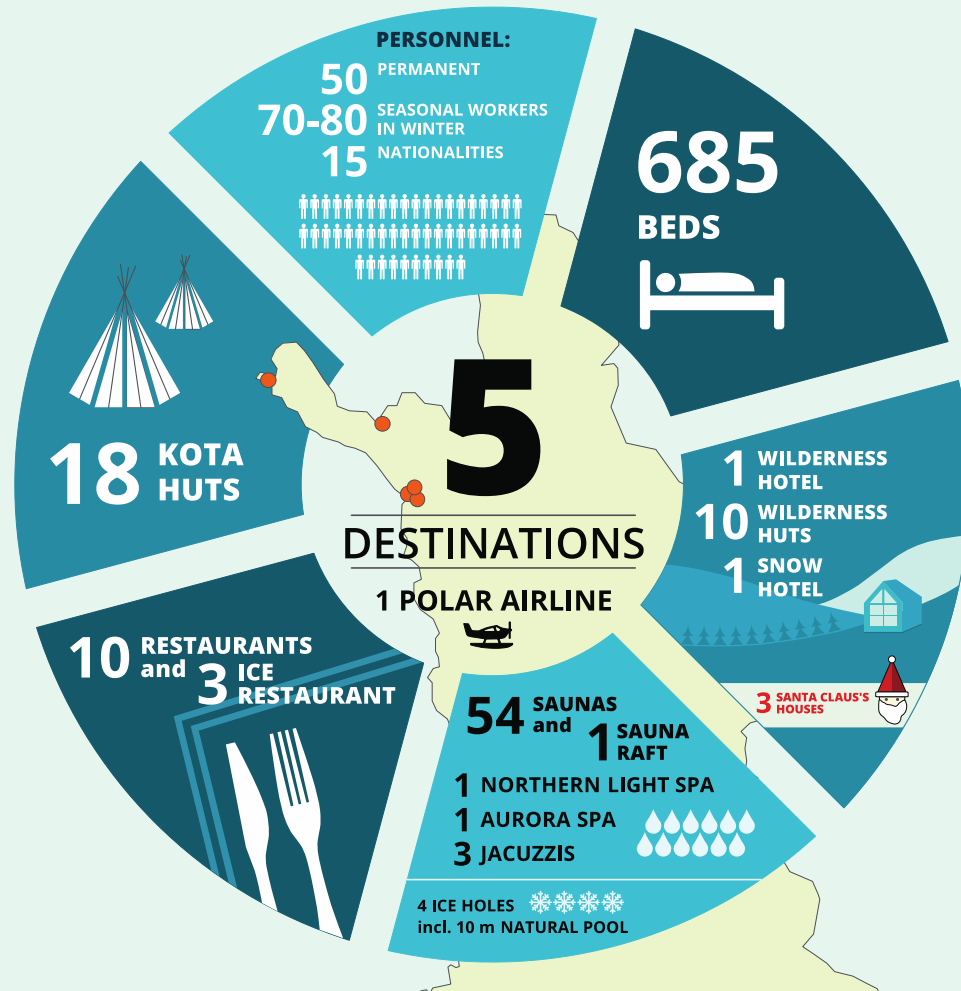 PERSONNEL:
50 PERMANENT
70-80 SEASONAL WORKERS
IN WINTER
15 NATIONALITIES
685
BEDS
18 KOTA
HUTS
5
DESTINATIONS
1 POLAR AIRLINE
1 WILDERNESS
HOTEL
10 WILDERNESS
HUTS
1 SNOW
HOTEL
3 SANTA CLAUS'S
HOUSES
10 RESTAURANTS
and 3 ICE
RESTAURANT
54 SAUNAS
and 1 SAUNA
RAFT
1 NORTHERN LIGHT SPA
1 AURORA SPA
3 JACUZZIS
4 ICE HOLES
incl. 10 m NATURAL POOL